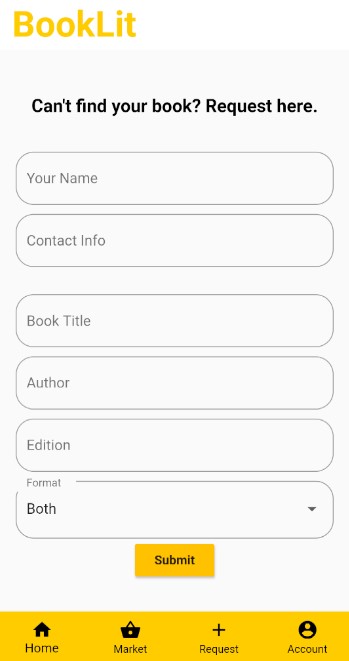 BookLit
Can't find your book? Request here.
Your Name
Contact Info
Book Title
Author
Edition
Format
Both
Submit
Home
Market
Request
Account